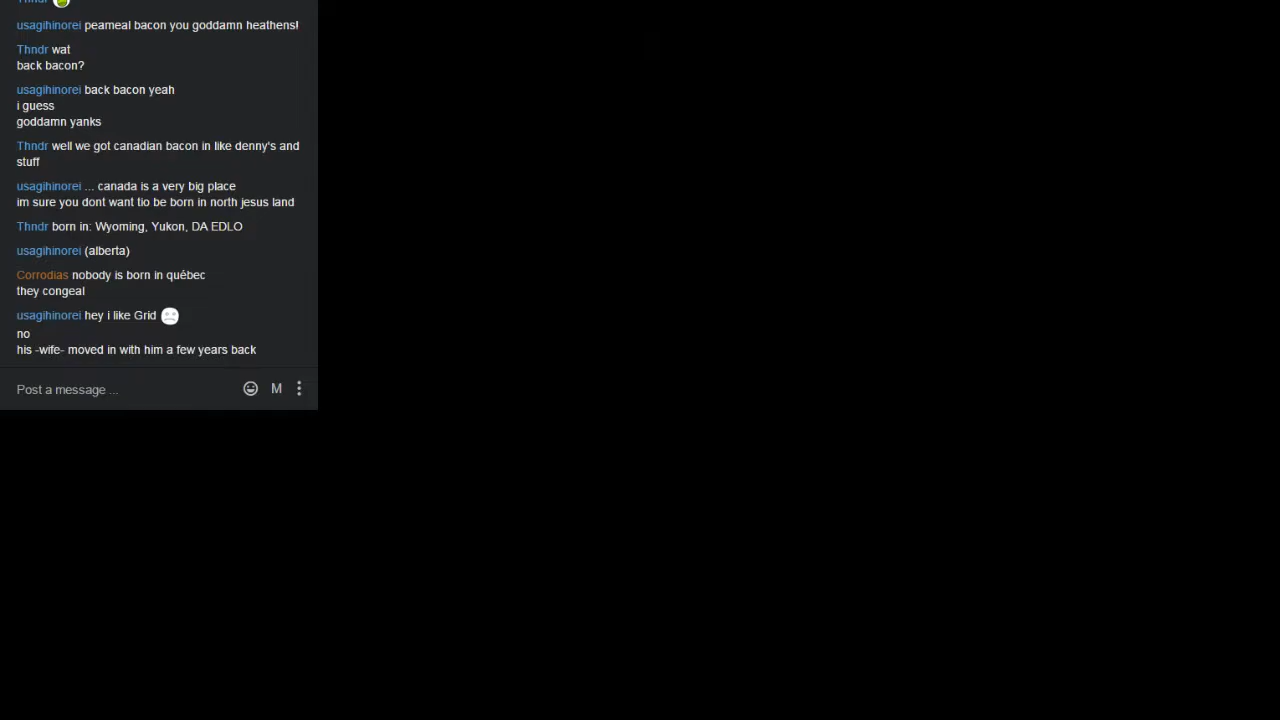 Thndr
usagihinorei peameal bacon you goddamn heathens!
Thndr wat
back bacon?
usagihinorei back bacon yeah
i guess
goddamn yanks
Thndr well we got canadian bacon in like denny's and
stuff
usagihinorei ... canada is a very big place
im sure you dont want tio be born in north jesus land
Thndr born in: Wyoming, Yukon, DA EDLO
usagihinorei (alberta)
Corrodias nobody is born in québec
they congeal
usagihinorei hey i like Grid
no
his -wife- moved in with him a few years back
Post a message ... M